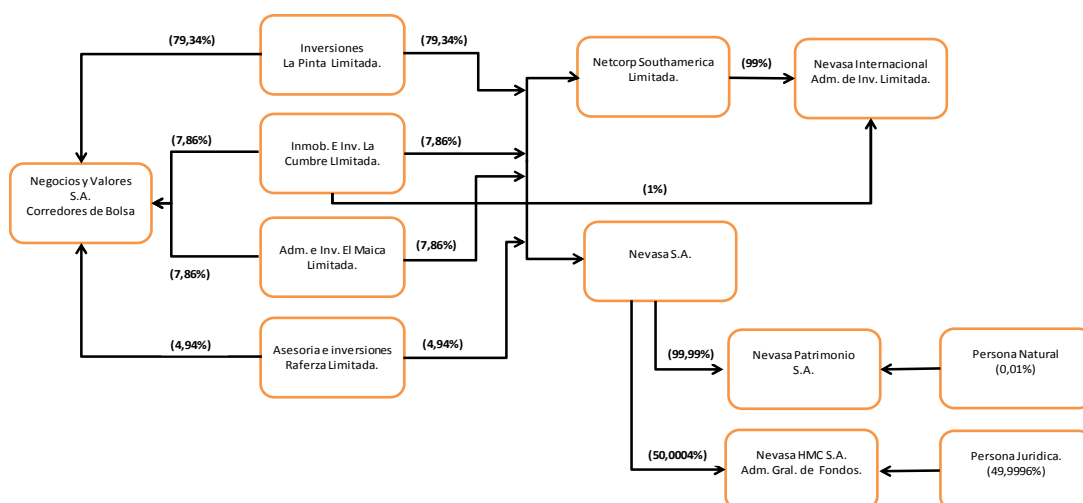 (79,34%)
Inversiones
La Pinta Limitada.
(79,34%)
Netcorp Southamerica
Limitada.
(99%)
Nevasa Internacional
Adm. de Inv. Limitada.
(7,86%)
Inmob. E Inv. La
Cumbre LImitada.
(7,86%)
(1%)
Negocios y Valores
S.A.
Corredores de Bolsa
(7,86%)
Adm. e Inv. El Maica
Limitada.
(7,86%)
Nevasa S.A.
(4,94%)
Asesoria e inversiones
Raferza Limitada.
(4,94%)
(99,99%)
Nevasa Patrimonio
S.A.
Persona Natural
(0,01%)
(50,0004%)
Nevasa HMC S.A.
Adm. Gral. de Fondos.
Persona Juridica.
(49,9996%)